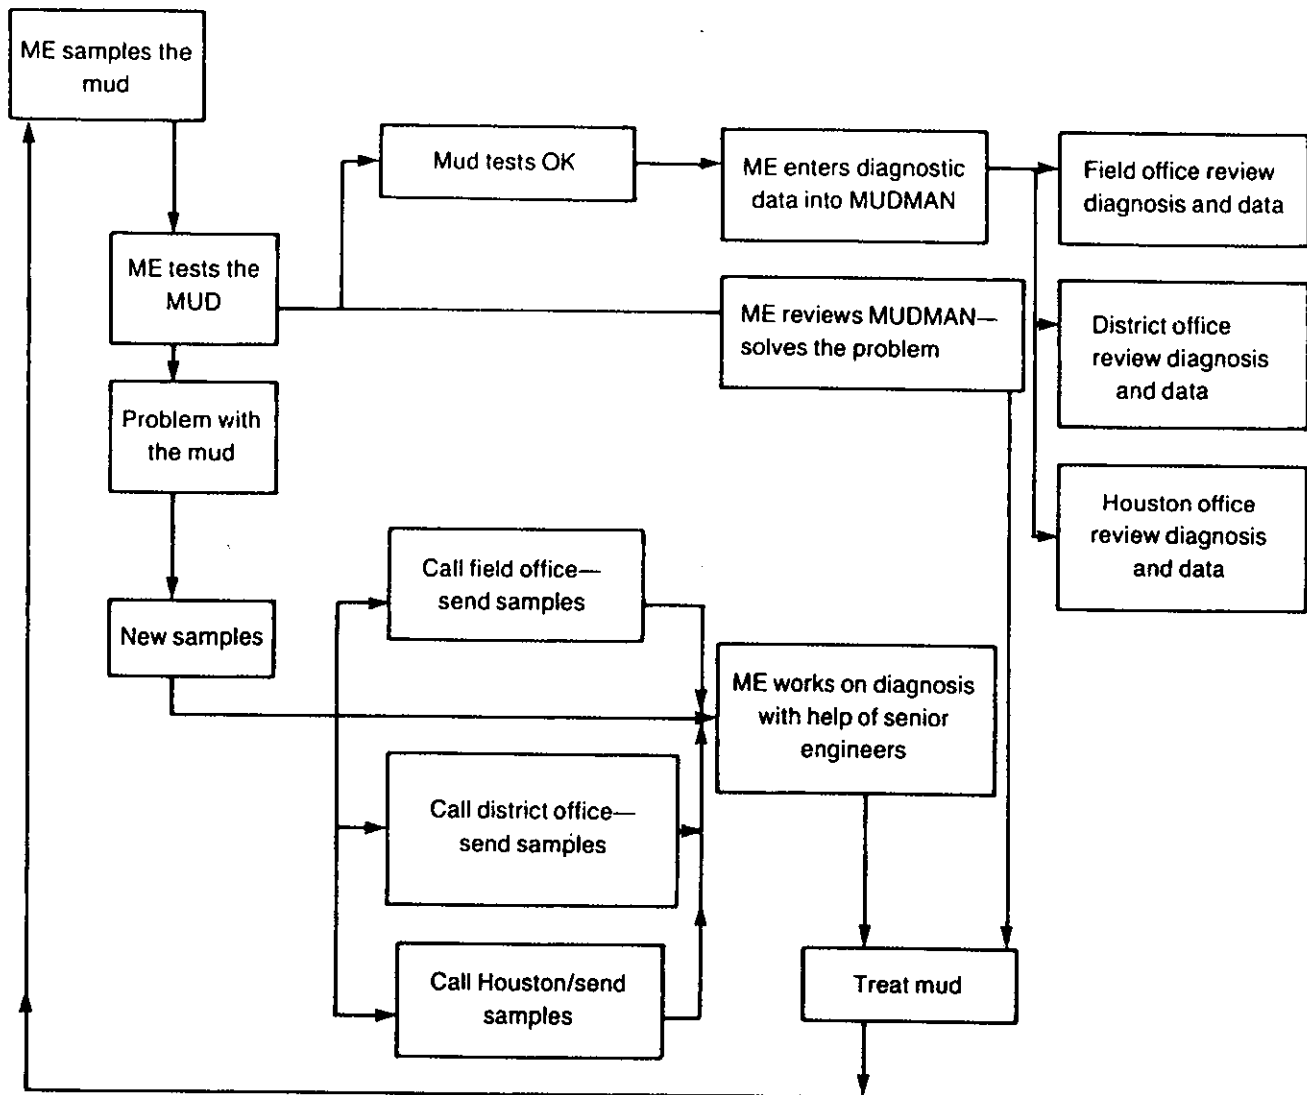 ME samples the
mud
Mud tests OK
ME enters diagnostic
data into MUDMAN
Field office review
diagnosis and data
ME tests the
MUD
ME reviews MUDMAN—
solves the problem
District office
review diagnosis
and data
Problem with
the mud
Houston office
review diagnosis
and data
Call field office—
send samples
New samples
ME works on diagnosis
with help of senior
engineers
Call district office—
send samples
Call Houston/send
samples
Treat mud